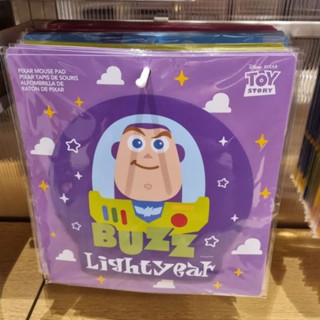 PIXAR MOUSE PAD
PIXAR TAPIS DE SOURIS
ALFOMBRILLA DE
RATÓN DE PIXAR
Disney · PIXAR
TOY
STORY
BUZZ
Lightyear